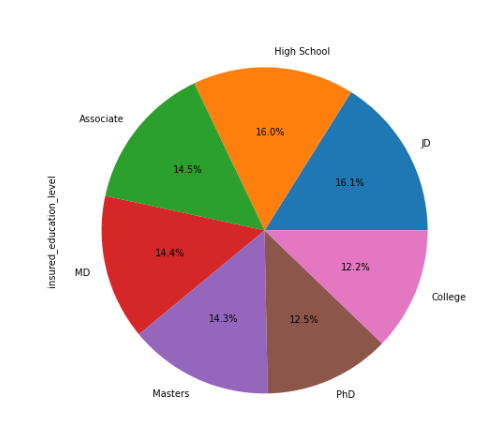 High School
JD
Associate
16.0%
14.5%
16.1%
insured_education_level
MD
14.4%
12.2%
14.3%
12.5%
College
Masters
PhD